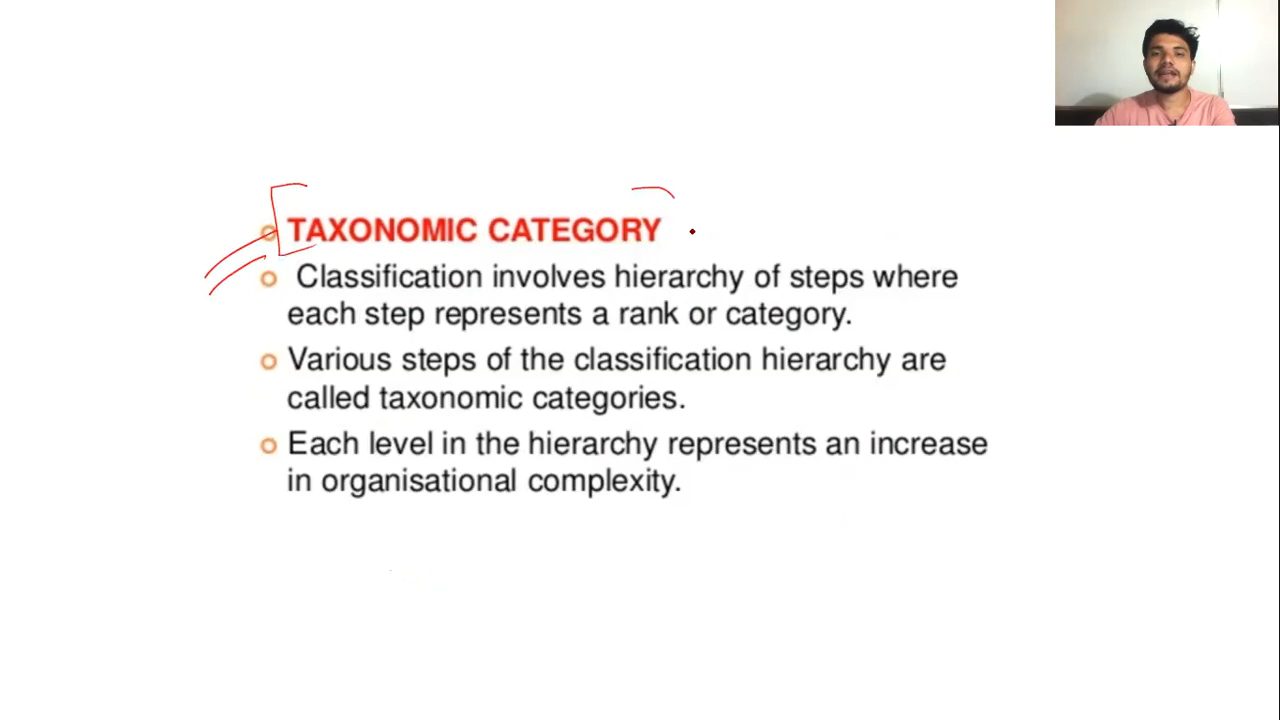 TAXONOMIC CATEGORY
Classification involves hierarchy of steps where
each step represents a rank or category.
Various steps of the classification hierarchy are
called taxonomic categories.
Each level in the hierarchy represents an increase
in organisational complexity.